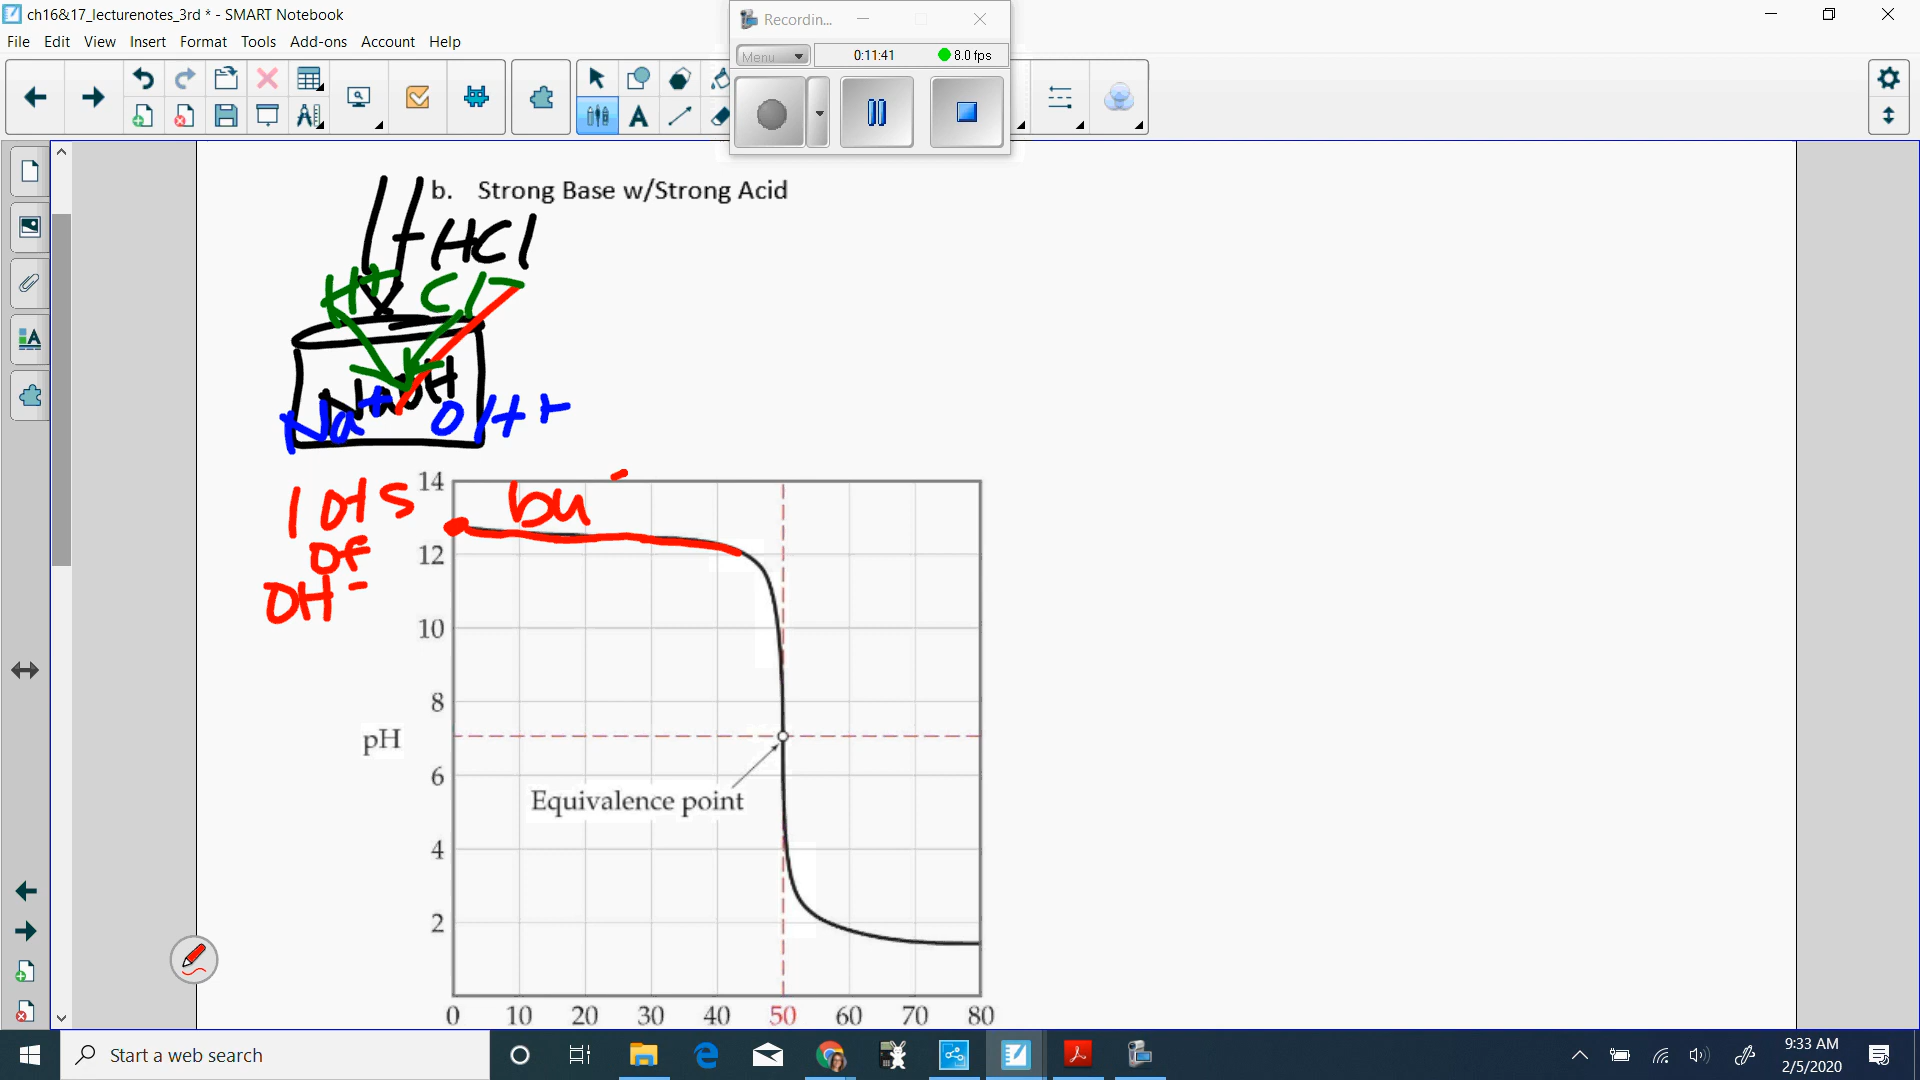 ch16&17_lecturenotes_3rd * - SMART Notebook
File Edit View Insert Format Tools Add-ons Account Help
Recordin...
Menu 0:11:41 8.0 fps
b. Strong Base w/Strong Acid
HCl
H+ Cl-
NaOH
Na+ OH+
lots
of
OH-
bu
14
12
10
8
pH
6
Equivalence point
4
2
0 10 20 30 40 50 60 70 80
Start a web search
9:33 AM
2/5/2020